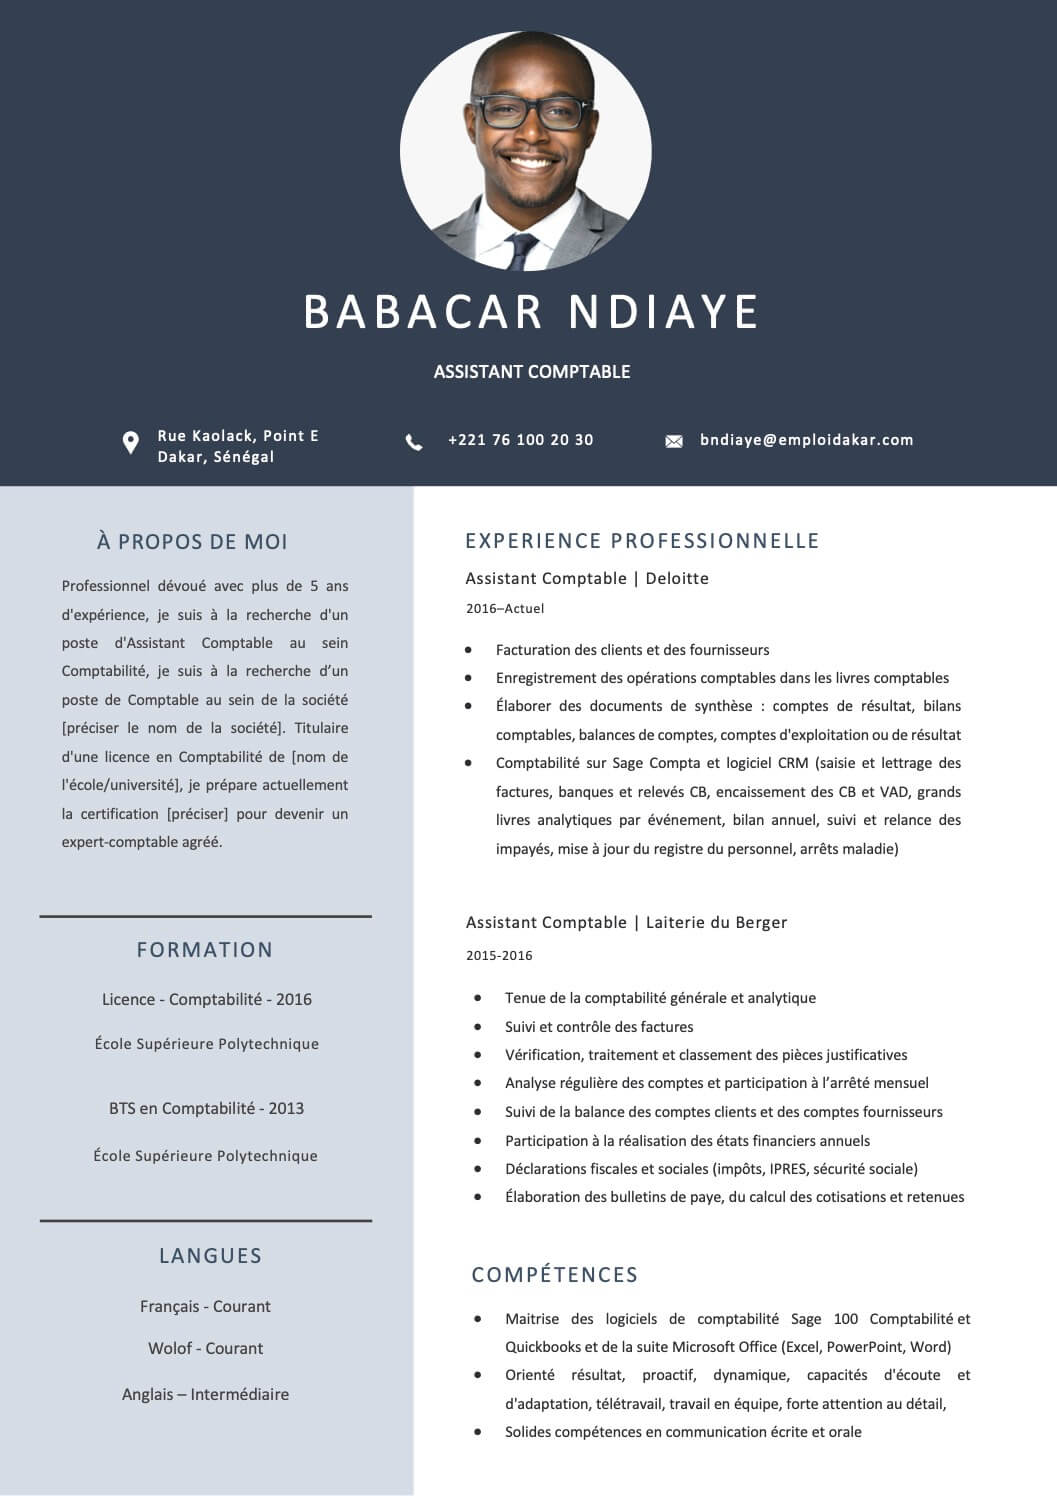 BABACAR NDIAYE
ASSISTANT COMPTABLE
Rue Kaolack, Point E
Dakar, Sénégal
+221 76 100 20 30
bndiaye@emploidakar.com
À PROPOS DE MOI
Professionnel dévoué avec plus de 5 ans
d'expérience, je suis à la recherche d'un
poste d'Assistant Comptable au sein
Comptabilité, je suis à la recherche d’un
poste de Comptable au sein de la société
[préciser le nom de la société]. Titulaire
d'une licence en Comptabilité de [nom de
l'école/université], je prépare actuellement
la certification [préciser] pour devenir un
expert-comptable agréé.
FORMATION
Licence - Comptabilité - 2016
École Supérieure Polytechnique
BTS en Comptabilité - 2013
École Supérieure Polytechnique
LANGUES
Français - Courant
Wolof - Courant
Anglais – Intermédiaire
EXPERIENCE PROFESSIONNELLE
Assistant Comptable | Deloitte
2016–Actuel
● Facturation des clients et des fournisseurs
● Enregistrement des opérations comptables dans les livres comptables
● Élaborer des documents de synthèse : comptes de résultat, bilans
comptables, balances de comptes, comptes d'exploitation ou de résultat
● Comptabilité sur Sage Compta et logiciel CRM (saisie et lettrage des
factures, banques et relevés CB, encaissement des CB et VAD, grands
livres analytiques par événement, bilan annuel, suivi et relance des
impayés, mise à jour du registre du personnel, arrêts maladie)
Assistant Comptable | Laiterie du Berger
2015-2016
● Tenue de la comptabilité générale et analytique
● Suivi et contrôle des factures
● Vérification, traitement et classement des pièces justificatives
● Analyse régulière des comptes et participation à l’arrêté mensuel
● Suivi de la balance des comptes clients et des comptes fournisseurs
● Participation à la réalisation des états financiers annuels
● Déclarations fiscales et sociales (impôts, IPRES, sécurité sociale)
● Élaboration des bulletins de paye, du calcul des cotisations et retenues
COMPÉTENCES
● Maitrise des logiciels de comptabilité Sage 100 Comptabilité et
Quickbooks et de la suite Microsoft Office (Excel, PowerPoint, Word)
● Orienté résultat, proactif, dynamique, capacités d'écoute et
d'adaptation, télétravail, travail en équipe, forte attention au détail,
● Solides compétences en communication écrite et orale